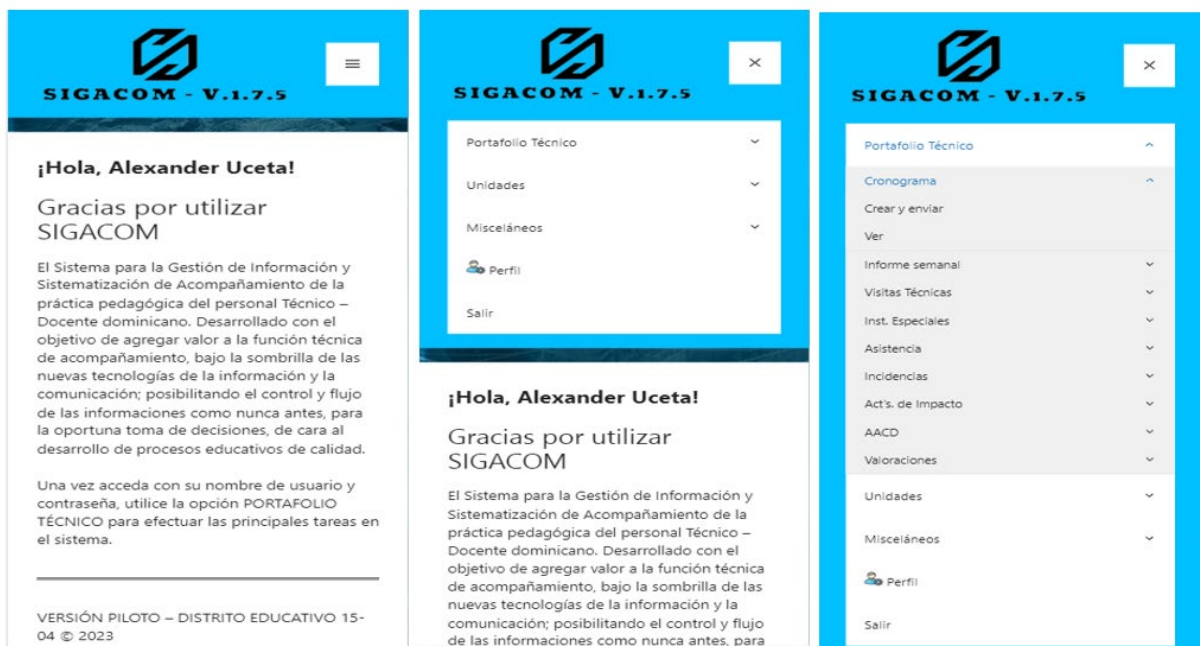 SIGACOM - V.1.7.5
¡Hola, Alexander Uceta!
Gracias por utilizar
SIGACOM
El Sistema para la Gestión de Información y
Sistematización de Acompañamiento de la
práctica pedagógica del personal Técnico –
Docente dominicano. Desarrollado con el
objetivo de agregar valor a la función técnica
de acompañamiento, bajo la sombrilla de las
nuevas tecnologías de la información y la
comunicación; posibilitando el control y flujo
de las informaciones como nunca antes, para
la oportuna toma de decisiones, de cara al
desarrollo de procesos educativos de calidad.
Una vez acceda con su nombre de usuario y
contraseña, utilice la opción PORTAFOLIO
TÉCNICO para efectuar las principales tareas en
el sistema.
VERSIÓN PILOTO – DISTRITO EDUCATIVO 15-
04 © 2023
SIGACOM - V.1.7.5
Portafolio Técnico
Unidades
Misceláneos
Perfil
Salir
¡Hola, Alexander Uceta!
Gracias por utilizar
SIGACOM
El Sistema para la Gestión de Información y
Sistematización de Acompañamiento de la
práctica pedagógica del personal Técnico –
Docente dominicano. Desarrollado con el
objetivo de agregar valor a la función técnica
de acompañamiento, bajo la sombrilla de las
nuevas tecnologías de la información y la
comunicación; posibilitando el control y flujo
de las informaciones como nunca antes, para
SIGACOM - V.1.7.5
Portafolio Técnico
Cronograma
Crear y enviar
Ver
Informe semanal
Visitas Técnicas
Inst. Especiales
Asistencia
Incidencias
Act's. de Impacto
AACD
Valoraciones
Unidades
Misceláneos
Perfil
Salir